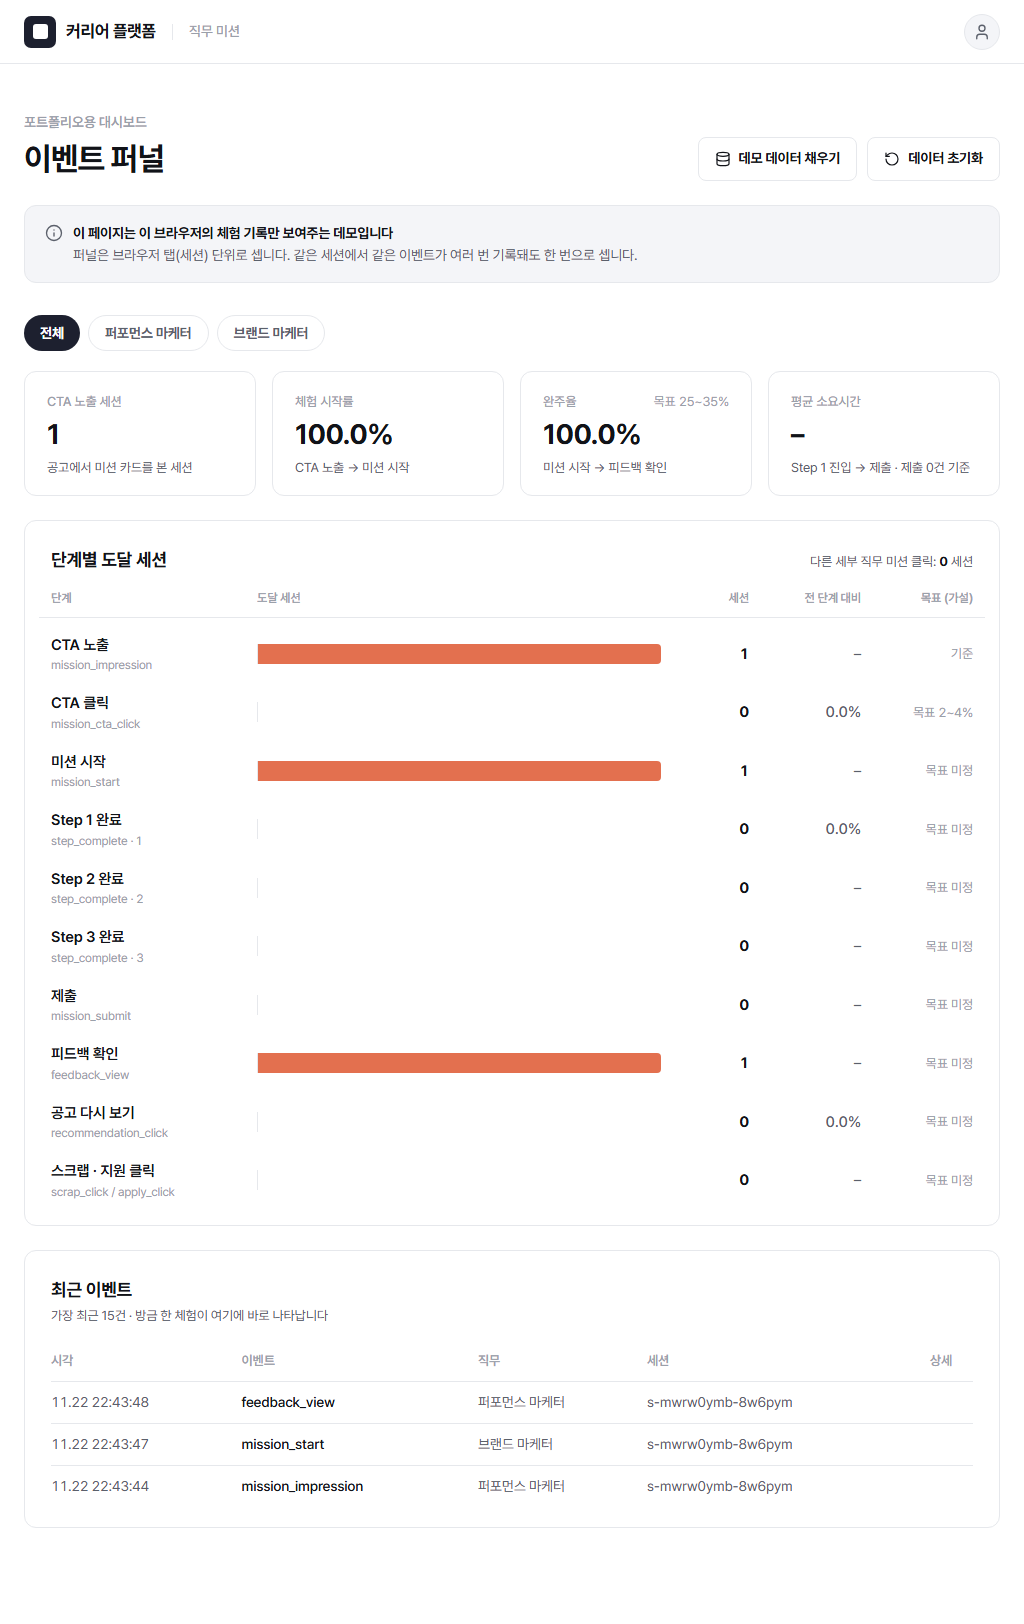 커리어 플랫폼 직무 미션
포트폴리오용 대시보드
이벤트 퍼널
데모 데이터 채우기 데이터 초기화
이 페이지는 이 브라우저의 체험 기록만 보여주는 데모입니다
퍼널은 브라우저 탭(세션) 단위로 셉니다. 같은 세션에서 같은 이벤트가 여러 번 기록돼도 한 번으로 셉니다.
전체 퍼포먼스 마케터 브랜드 마케터
CTA 노출 세션
1
공고에서 미션 카드를 본 세션
체험 시작률
100.0%
CTA 노출 → 미션 시작
완주율 목표 25~35%
100.0%
미션 시작 → 피드백 확인
평균 소요시간
–
Step 1 진입 → 제출 · 제출 0건 기준
단계별 도달 세션 다른 세부 직무 미션 클릭: 0 세션
단계 도달 세션 세션 전 단계 대비 목표 (가설)
CTA 노출 1 – 기준
mission_impression
CTA 클릭 0 0.0% 목표 2~4%
mission_cta_click
미션 시작 1 – 목표 미정
mission_start
Step 1 완료 0 0.0% 목표 미정
step_complete · 1
Step 2 완료 0 – 목표 미정
step_complete · 2
Step 3 완료 0 – 목표 미정
step_complete · 3
제출 0 – 목표 미정
mission_submit
피드백 확인 1 – 목표 미정
feedback_view
공고 다시 보기 0 0.0% 목표 미정
recommendation_click
스크랩 · 지원 클릭 0 – 목표 미정
scrap_click / apply_click
최근 이벤트
가장 최근 15건 · 방금 한 체험이 여기에 바로 나타납니다
시각 이벤트 직무 세션 상세
11.22 22:43:48 feedback_view 퍼포먼스 마케터 s-mwrw0ymb-8w6pym
11.22 22:43:47 mission_start 브랜드 마케터 s-mwrw0ymb-8w6pym
11.22 22:43:44 mission_impression 퍼포먼스 마케터 s-mwrw0ymb-8w6pym